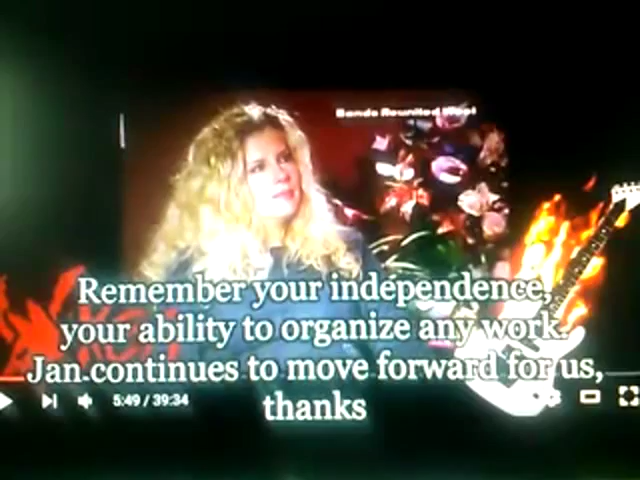 Bands Reunited
Remember your independence,
your ability to organize any work.
Jan continues to move forward for us,
thanks
5:49 / 39:34